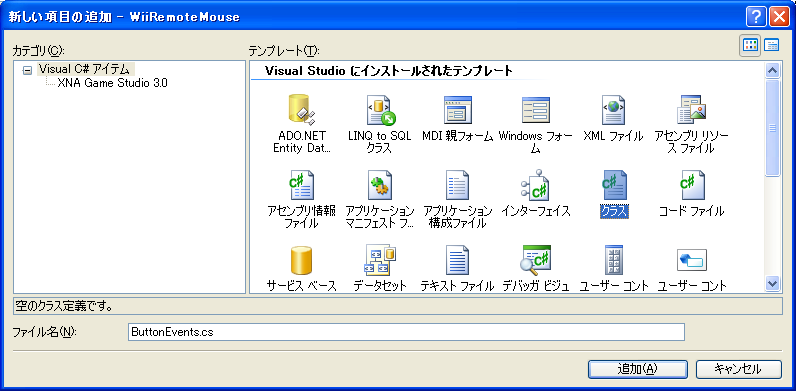 新しい項目の追加 - WiiRemoteMouse
カテゴリ(C):
テンプレート(T):
Visual C# アイテム
XNA Game Studio 3.0
Visual Studio にインストールされたテンプレート
ADO.NET
Entity Dat...
LINQ to SQL
クラス
MDI 親フォーム
Windows フォー
ム
XML ファイル
アセンブリ リソー
ス ファイル
アセンブリ情報
ファイル
アプリケーション
マニフェスト フ...
アプリケーション
構成ファイル
インターフェイス
クラス
コード ファイル
サービス ベース
データセット
テキスト ファイル
デバッガ ビジュ
ユーザー コント
ユーザー コント
空のクラス定義です。
ファイル名(N):
ButtonEvents.cs
追加(A)
キャンセル